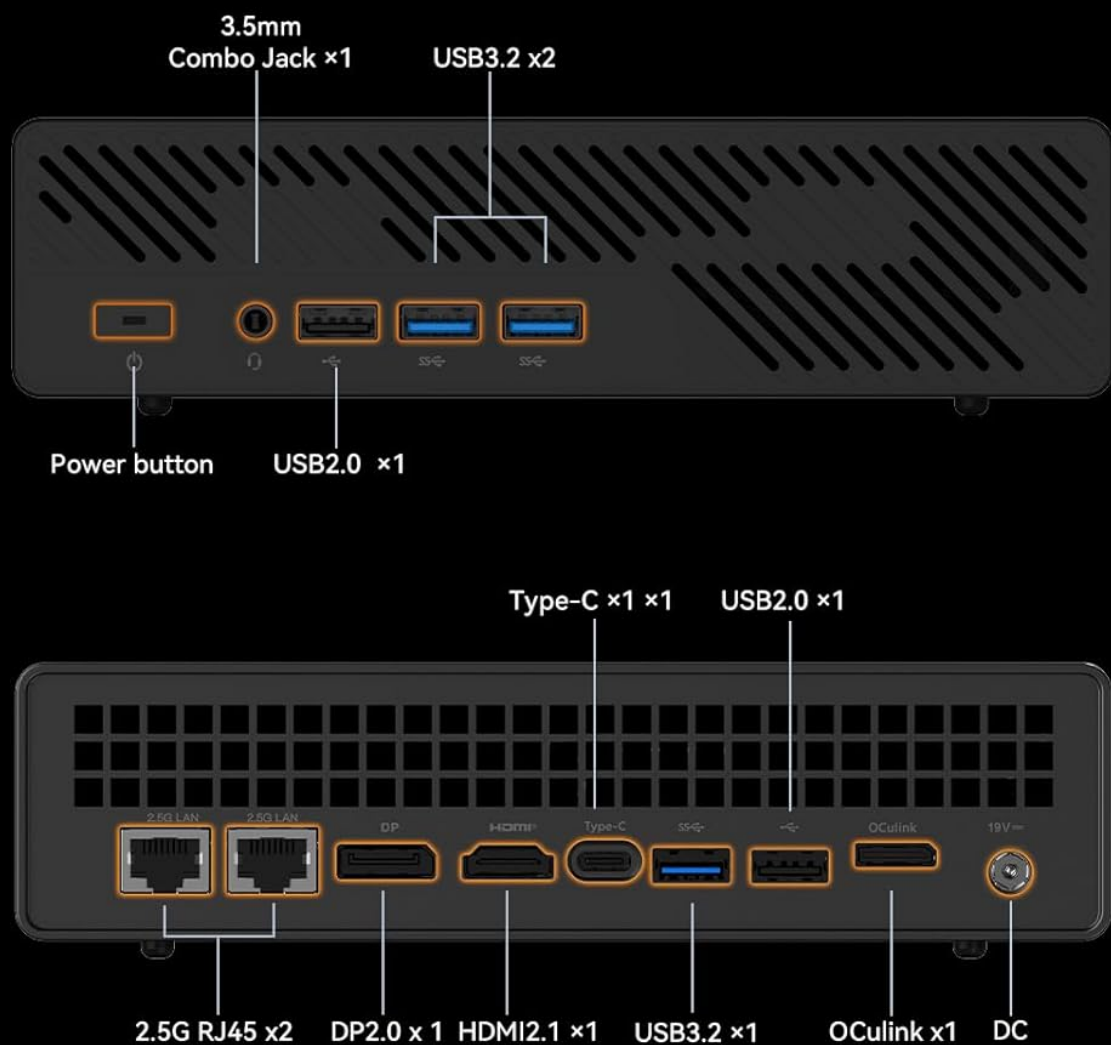 3.5mm
Combo Jack ×1
USB3.2 x2
Power button
USB2.0 ×1
Type-C ×1 ×1
USB2.0 ×1
2.5G LAN
2.5G LAN
DP
HDMI
Type-C
SS
OCulink
19V
2.5G RJ45 x2
DP2.0 x 1
HDMI2.1 ×1
USB3.2 ×1
OCulink x1
DC